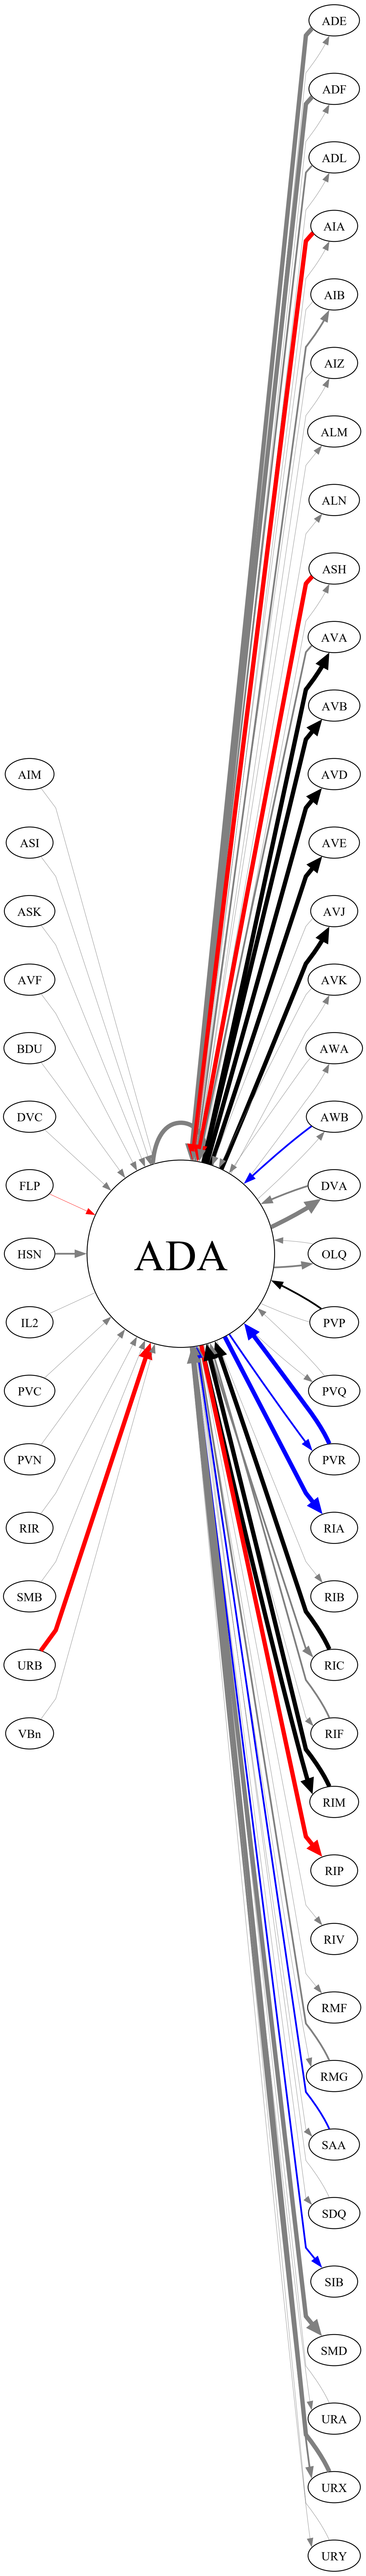 ADE
ADF
ADL
AIA
AIB
AIZ
ALM
ALN
ASH
AVA
AVB
AVD
AVE
AVJ
AVK
AWA
AWB
DVA
OLQ
PVP
PVQ
PVR
RIA
RIB
RIC
RIF
RIM
RIP
RIV
RMF
RMG
SAA
SDQ
SIB
SMD
URA
URX
URY
AIM
ASI
ASK
AVF
BDU
DVC
FLP
HSN
IL2
PVC
PVN
RIR
SMB
URB
VBn
ADA